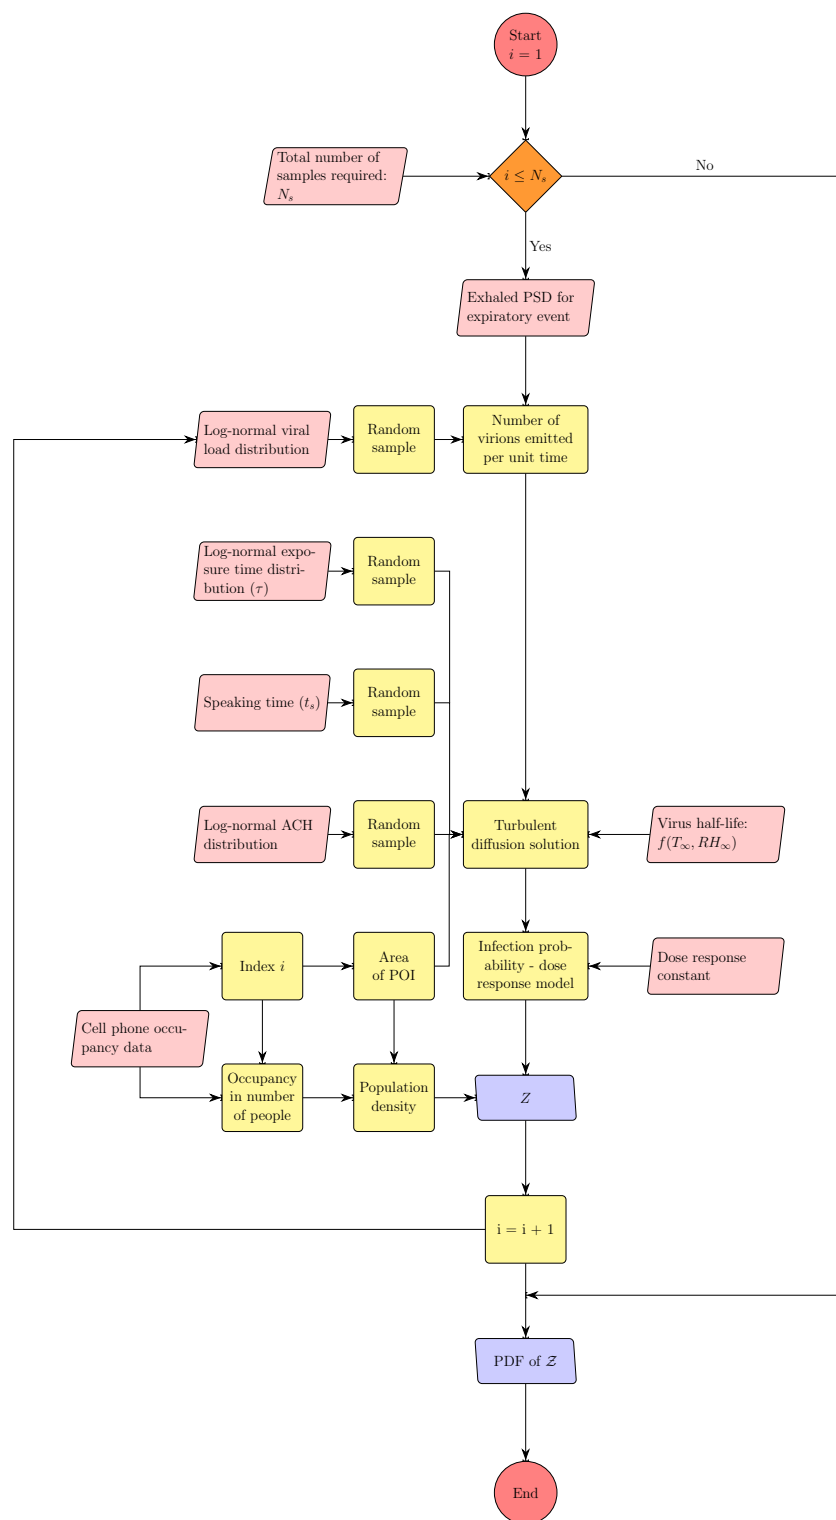 Start
i = 1
Total number of
samples required:
N_s
i ≤ N_s
No
Yes
Exhaled PSD for
expiratory event
Log-normal viral
load distribution
Random
sample
Number of
virions emitted
per unit time
Log-normal expo-
sure time distri-
bution (τ)
Random
sample
Speaking time (t_s)
Random
sample
Log-normal ACH
distribution
Random
sample
Turbulent
diffusion solution
Virus half-life:
f(T_∞, RH_∞)
Index i
Area
of POI
Infection prob-
ability - dose
response model
Dose response
constant
Cell phone occu-
pancy data
Occupancy
in number
of people
Population
density
Z
i = i + 1
PDF of 𝒵
End